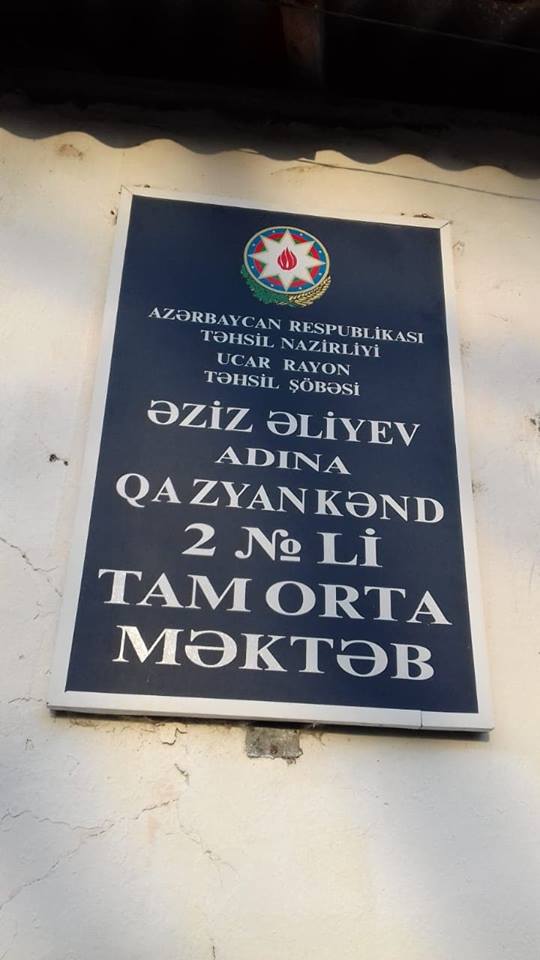 AZƏRBAYCAN RESPUBLİKASI
TƏHSİL NAZİRLİYİ
UCAR RAYON
TƏHSİL ŞÖBƏSİ
ƏZİZ ƏLİYEV
ADINA
QAZYANKƏND
2 № Lİ
TAM ORTA
MƏKTƏB